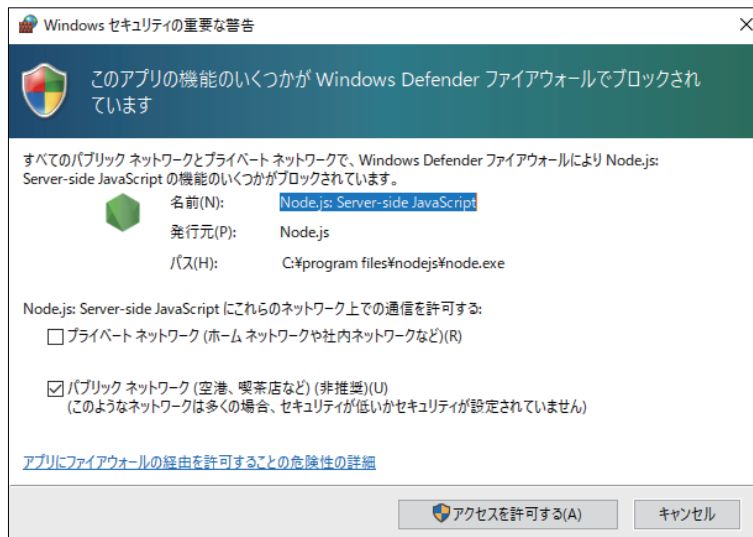 Windows セキュリティの重要な警告
このアプリの機能のいくつかが Windows Defender ファイアウォールでブロックされ
ています
すべてのパブリック ネットワークとプライベート ネットワークで、Windows Defender ファイアウォールにより Node.js:
Server-side JavaScript の機能のいくつかがブロックされています。
名前(N): Node.js: Server-side JavaScript
発行元(P): Node.js
パス(H): C:¥program files¥nodejs¥node.exe
Node.js: Server-side JavaScript にこれらのネットワーク上での通信を許可する:
プライベート ネットワーク (ホーム ネットワークや社内ネットワークなど)(R)
パブリック ネットワーク (空港、喫茶店など) (非推奨)(U)
(このようなネットワークは多くの場合、セキュリティが低いかセキュリティが設定されていません)
アプリにファイアウォールの経由を許可することの危険性の詳細
アクセスを許可する(A) キャンセル